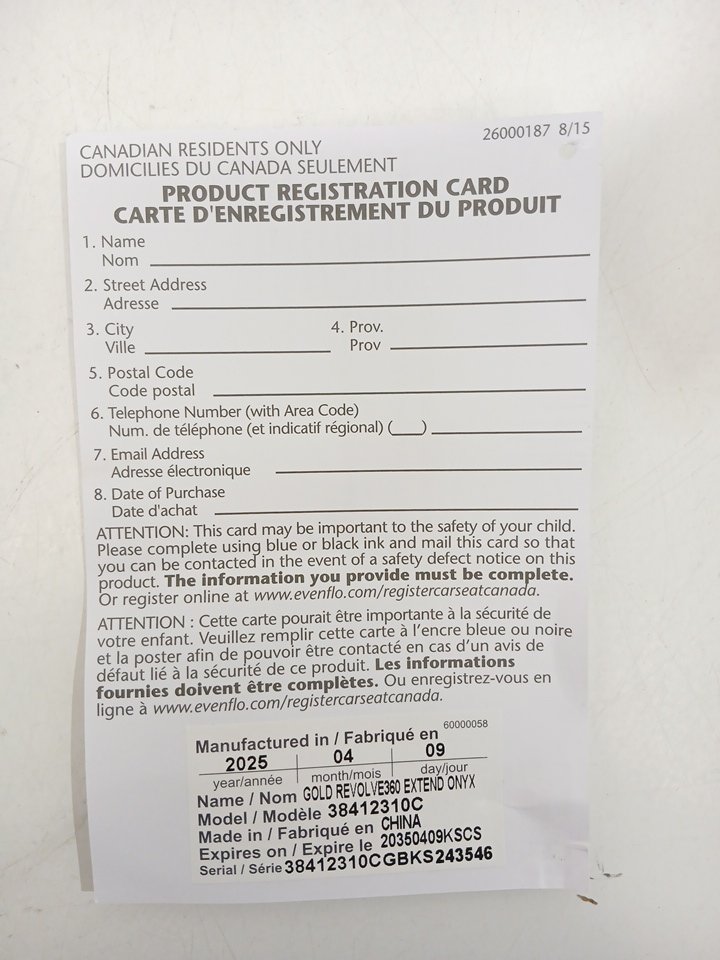 26000187 8/15
CANADIAN RESIDENTS ONLY
DOMICILIES DU CANADA SEULEMENT
PRODUCT REGISTRATION CARD
CARTE D'ENREGISTREMENT DU PRODUIT
1. Name
Nom
2. Street Address
Adresse
3. City 4. Prov.
Ville Prov
5. Postal Code
Code postal
6. Telephone Number (with Area Code)
Num. de téléphone (et indicatif régional) (___)
7. Email Address
Adresse électronique
8. Date of Purchase
Date d'achat
ATTENTION: This card may be important to the safety of your child.
Please complete using blue or black ink and mail this card so that
you can be contacted in the event of a safety defect notice on this
product. The information you provide must be complete.
Or register online at www.evenflo.com/registercarseatcanada.
ATTENTION : Cette carte pourait être importante à la sécurité de
votre enfant. Veuillez remplir cette carte à l'encre bleue ou noire
et la poster afin de pouvoir être contacté en cas d'un avis de
défaut lié à la sécurité de ce produit. Les informations
fournies doivent être complètes. Ou enregistrez-vous en
ligne à www.evenflo.com/registercarseatcanada.
60000058
Manufactured in / Fabriqué en
2025 04 09
year/année month/mois day/jour
Name / Nom GOLD REVOLVE360 EXTEND ONYX
Model / Modèle 38412310C
Made in / Fabriqué en CHINA
Expires on / Expire le 20350409KSCS
Serial / Série 38412310CGBKS243546